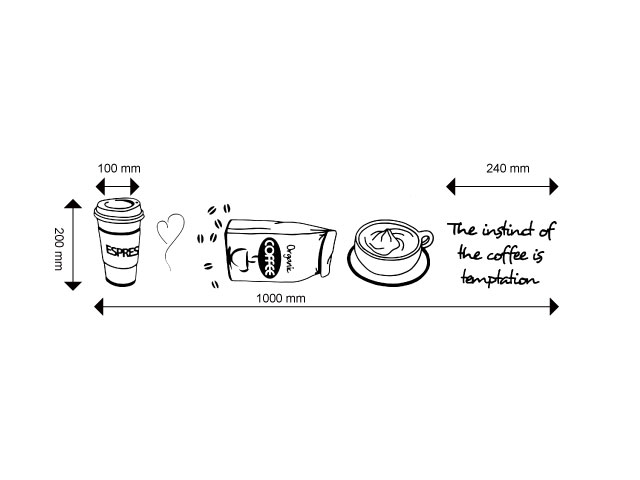 100 mm
240 mm
200 mm
ESPRES
Organic
COFFEE
The instinct of
the coffee is
temptation
1000 mm